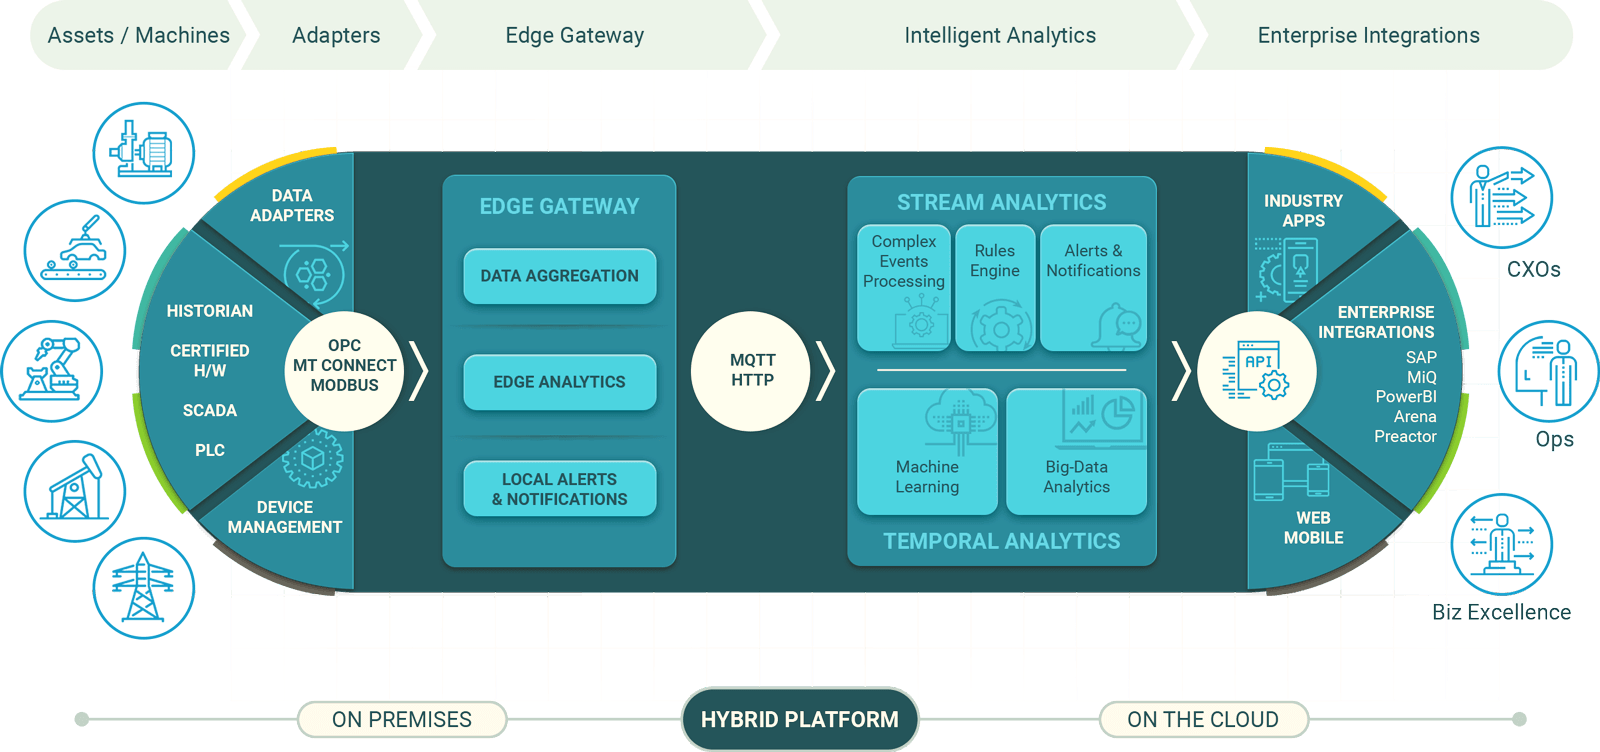 Assets / Machines
Adapters
Edge Gateway
Intelligent Analytics
Enterprise Integrations
DATA
ADAPTERS
HISTORIAN
CERTIFIED
H/W
SCADA
PLC
DEVICE
MANAGEMENT
OPC
MT CONNECT
MODBUS
EDGE GATEWAY
DATA AGGREGATION
EDGE ANALYTICS
LOCAL ALERTS
& NOTIFICATIONS
MQTT
HTTP
STREAM ANALYTICS
Complex
Events
Processing
Rules
Engine
Alerts &
Notifications
Machine
Learning
Big-Data
Analytics
TEMPORAL ANALYTICS
API
INDUSTRY
APPS
ENTERPRISE
INTEGRATIONS
SAP
MiQ
PowerBI
Arena
Preactor
WEB
MOBILE
CXOs
Ops
Biz Excellence
ON PREMISES
HYBRID PLATFORM
ON THE CLOUD